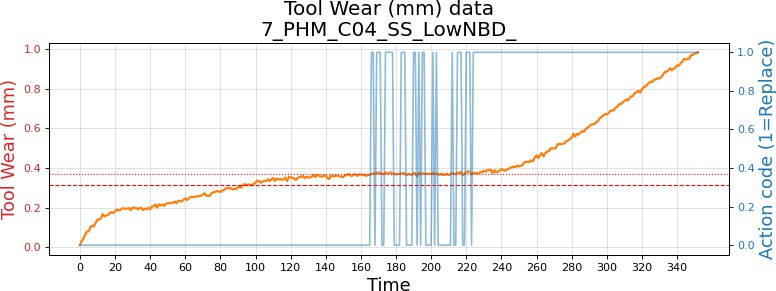 Tool Wear (mm) data
7_PHM_C04_SS_LowNBD_
Tool Wear (mm)
1.0
0.8
0.6
0.4
0.2
0.0
1.0
0.8
0.6
0.4
0.2
0.0
Action code (1=Replace)
0 20 40 60 80 100 120 140 160 180 200 220 240 260 280 300 320 340
Time